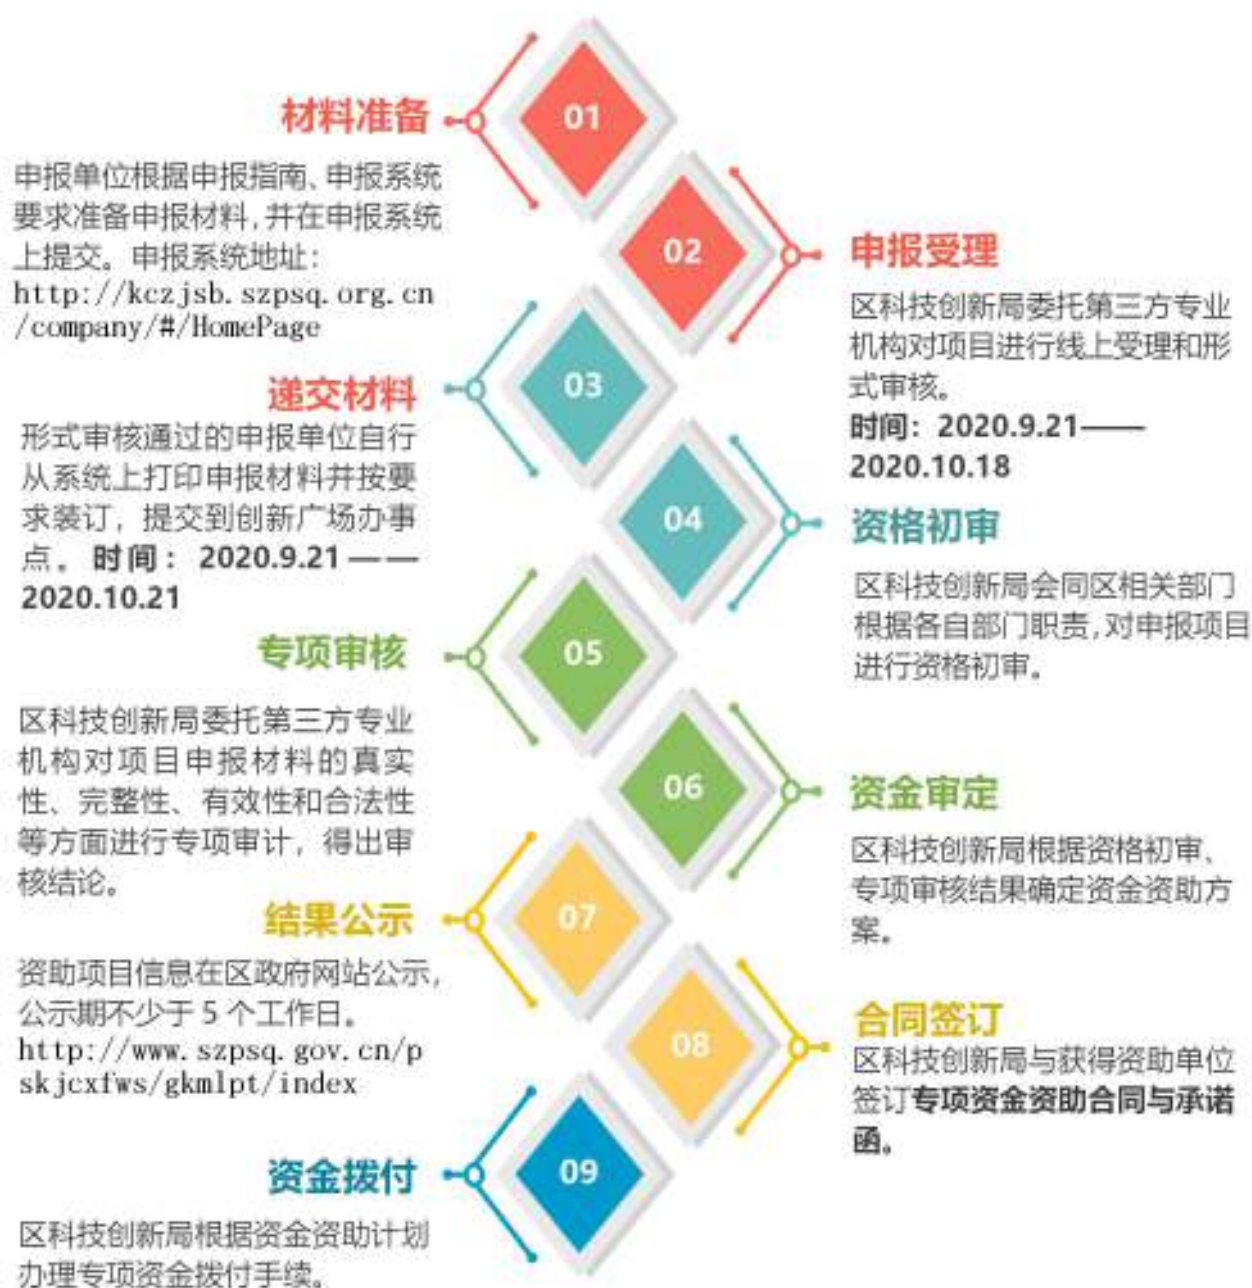 01
材料准备
申报单位根据申报指南、申报系统
要求准备申报材料,并在申报系统
上提交。申报系统地址:
http://kczjsb.szpsq.org.cn
/company/#/HomePage
02
申报受理
区科技创新局委托第三方专业
机构对项目进行线上受理和形
式审核。
时间：2020.9.21——
2020.10.18
03
递交材料
形式审核通过的申报单位自行
从系统上打印申报材料并按要
求装订，提交到创新广场办事
点。时间：2020.9.21——
2020.10.21
04
资格初审
区科技创新局会同区相关部门
根据各自部门职责,对申报项目
进行资格初审。
05
专项审核
区科技创新局委托第三方专业
机构对项目申报材料的真实
性、完整性、有效性和合法性
等方面进行专项审计，得出审
核结论。
06
资金审定
区科技创新局根据资格初审、
专项审核结果确定资金资助方
案。
07
结果公示
资助项目信息在区政府网站公示,
公示期不少于 5 个工作日。
http://www.szpsq.gov.cn/p
skjcxfws/gkmlpt/index
08
合同签订
区科技创新局与获得资助单位
签订专项资金资助合同与承诺
函。
09
资金拨付
区科技创新局根据资金资助计划
办理专项资金拨付手续。